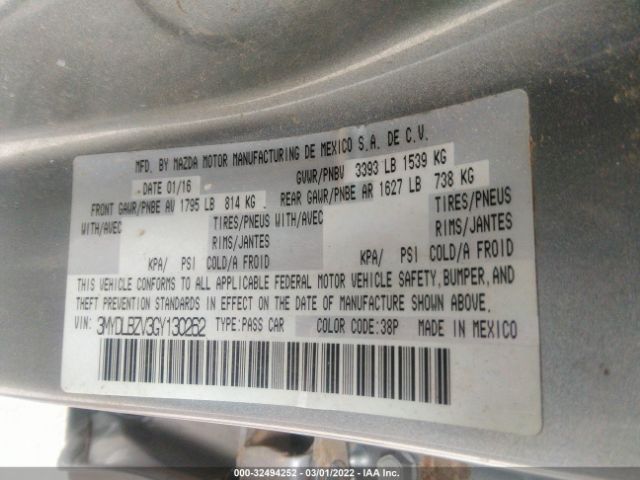 MFD. BY MAZDA MOTOR MANUFACTURING DE MEXICO S.A. DE C.V.
DATE 01/16 GVWR/PNBV 3393 LB 1539 KG
FRONT GAWR/PNBE AV 1795 LB 814 KG REAR GAWR/PNBE AR 1627 LB 738 KG
WITH/AVEC TIRES/PNEUS WITH/AVEC TIRES/PNEUS
RIMS/JANTES RIMS/JANTES
KPA/ PSI COLD/A FROID KPA/ PSI COLD/A FROID
THIS VEHICLE CONFORMS TO ALL APPLICABLE FEDERAL MOTOR VEHICLE SAFETY, BUMPER, AND
THEFT PREVENTION STANDARDS IN EFFECT ON THE DATE OF MANUFACTURE SHOWN ABOVE.
VIN: 3MYDLBZV3GY130262 TYPE:PASS CAR COLOR CODE:38P MADE IN MEXICO
000-32494252 - 03/01/2022 - IAA Inc.